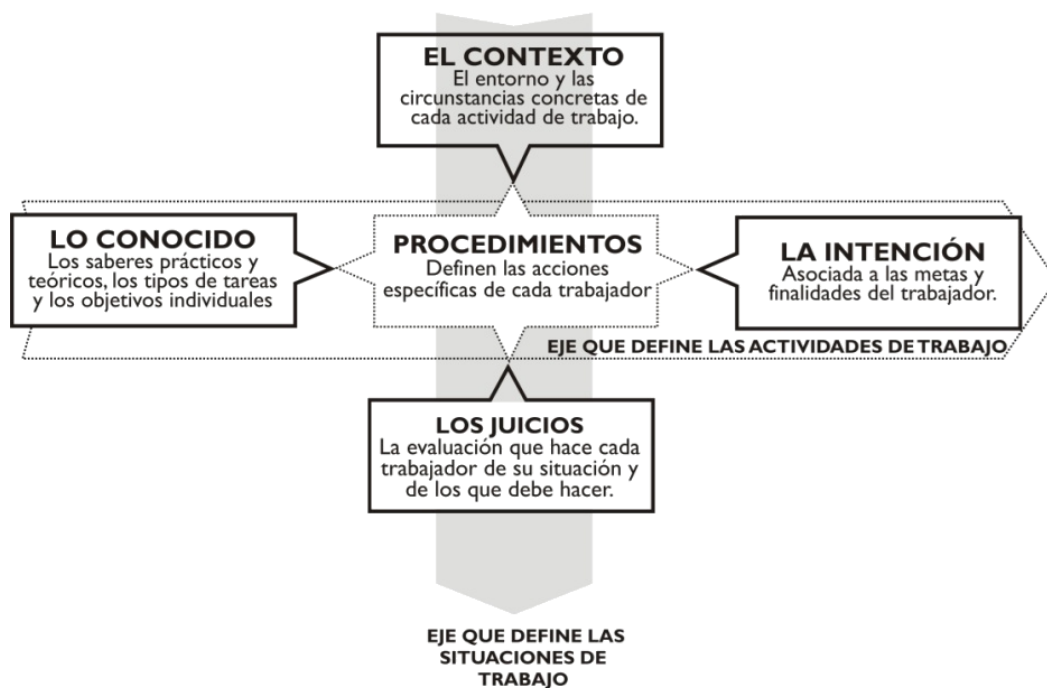 EL CONTEXTO
El entorno y las
circunstancias concretas de
cada actividad de trabajo.
LO CONOCIDO
Los saberes prácticos y
teóricos, los tipos de tareas
y los objetivos individuales
PROCEDIMIENTOS
Definen las acciones
específicas de cada trabajador
LA INTENCIÓN
Asociada a las metas y
finalidades del trabajador.
EJE QUE DEFINE LAS ACTIVIDADES DE TRABAJO
LOS JUICIOS
La evaluación que hace cada
trabajador de su situación y
de los que debe hacer.
EJE QUE DEFINE LAS
SITUACIONES DE
TRABAJO